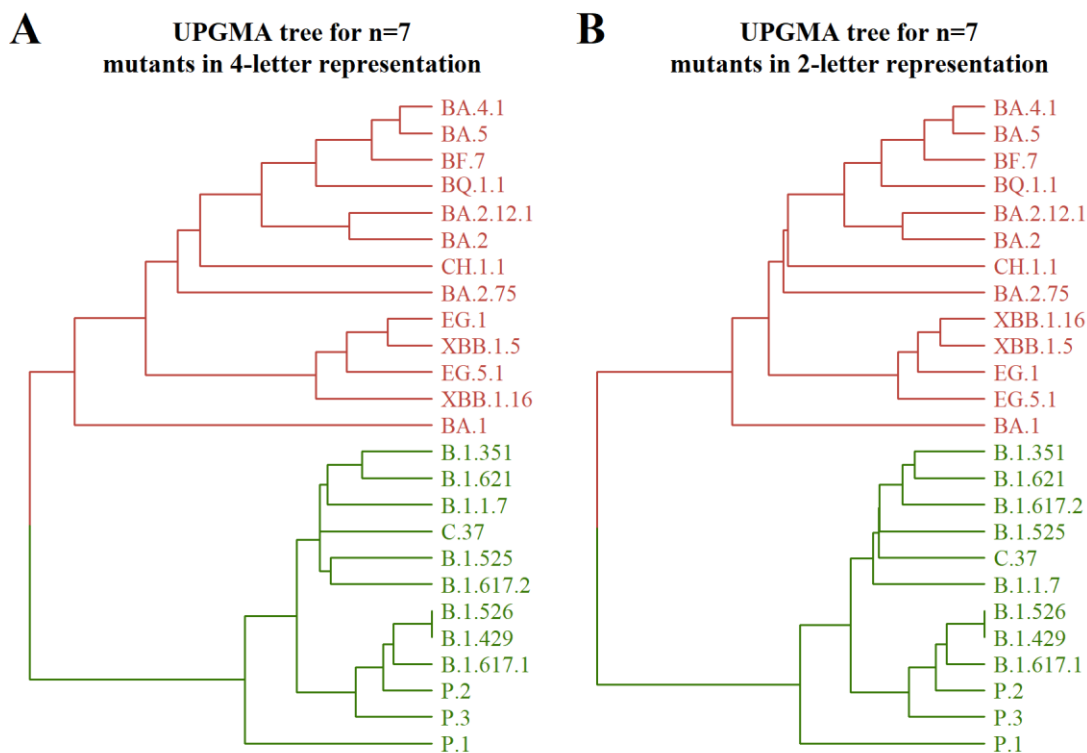 A
UPGMA tree for n=7
mutants in 4-letter representation
BA.4.1
BA.5
BF.7
BQ.1.1
BA.2.12.1
BA.2
CH.1.1
BA.2.75
EG.1
XBB.1.5
EG.5.1
XBB.1.16
BA.1
B.1.351
B.1.621
B.1.1.7
C.37
B.1.525
B.1.617.2
B.1.526
B.1.429
B.1.617.1
P.2
P.3
P.1
B
UPGMA tree for n=7
mutants in 2-letter representation
BA.4.1
BA.5
BF.7
BQ.1.1
BA.2.12.1
BA.2
CH.1.1
BA.2.75
XBB.1.16
XBB.1.5
EG.1
EG.5.1
BA.1
B.1.351
B.1.621
B.1.617.2
B.1.525
C.37
B.1.1.7
B.1.526
B.1.429
B.1.617.1
P.2
P.3
P.1